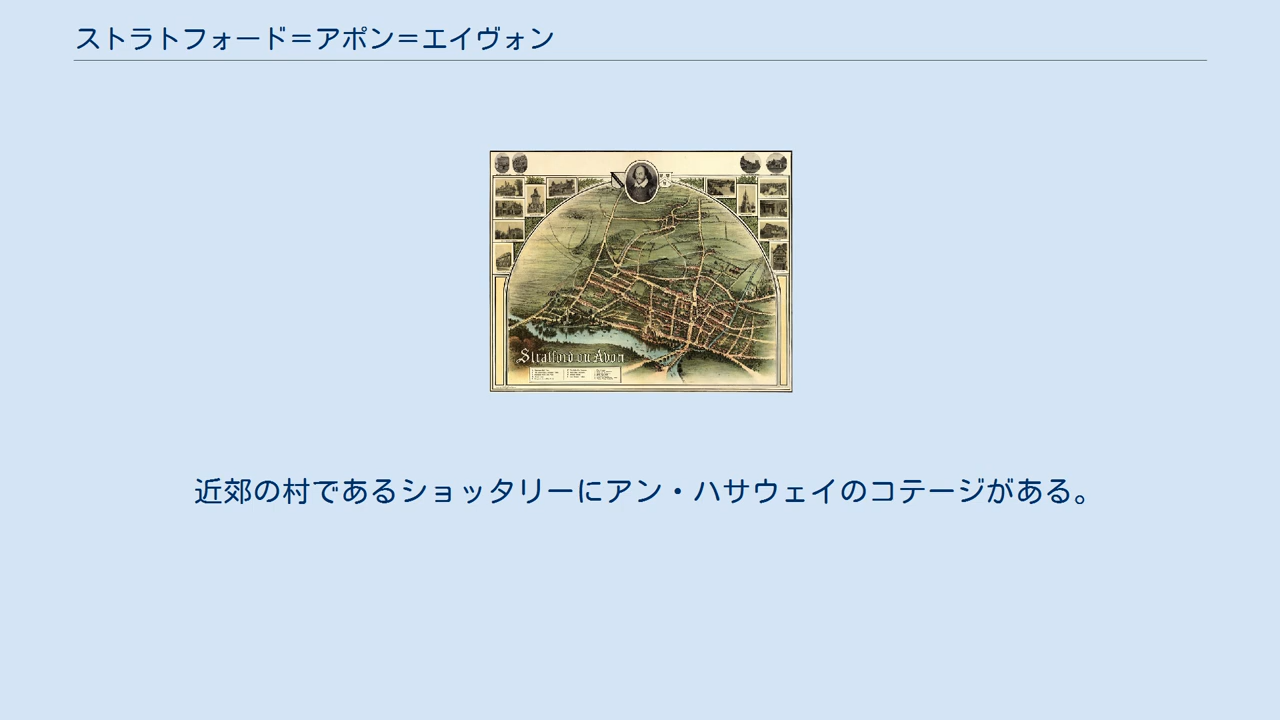 ストラトフォード＝アポン＝エイヴォン
Stratford on Avon
近郊の村であるショッタリーにアン・ハサウェイのコテージがある。